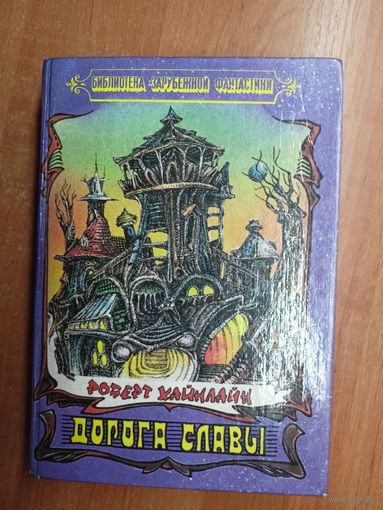 БИБЛИОТЕКА ЗАРУБЕЖНОЙ ФАНТАСТИКИ
РОБЕРТ ХАЙНЛАЙН
ДОРОГА СЛАВЫ